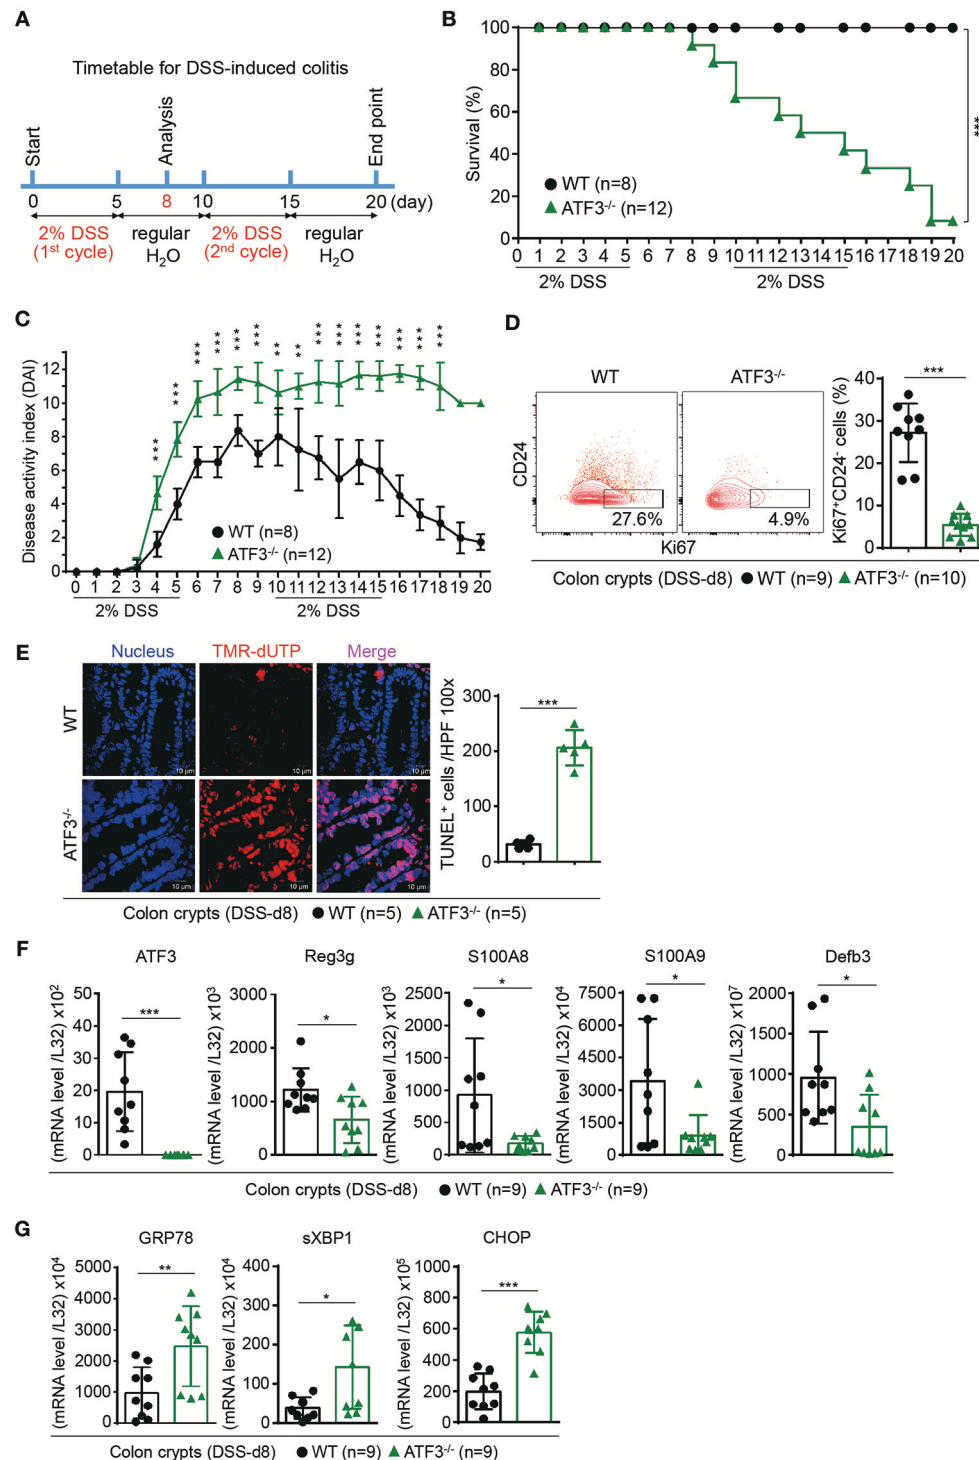 A
Timetable for DSS-induced colitis
Start
Analysis
End point
0 5 8 10 15 20 (day)
2% DSS (1st cycle)
regular H2O
2% DSS (2nd cycle)
regular H2O
B
Survival (%)
100
80
60
40
20
0
WT (n=8)
ATF3-/- (n=12)
***
0 1 2 3 4 5 6 7 8 9 10 11 12 13 14 15 16 17 18 19 20
2% DSS 2% DSS
C
Disease activity index (DAI)
12
10
8
6
4
2
0
*** *** *** *** *** *** ** ** *** *** *** *** *** *** ***
WT (n=8)
ATF3-/- (n=12)
0 1 2 3 4 5 6 7 8 9 10 11 12 13 14 15 16 17 18 19 20
2% DSS 2% DSS
D
WT ATF3-/-
CD24
27.6% 4.9%
Ki67
Ki67+CD24- cells (%)
40
30
20
10
0
***
Colon crypts (DSS-d8) WT (n=9) ATF3-/- (n=10)
E
Nucleus TMR-dUTP Merge
WT
10 µm 10 µm 10 µm
ATF3-/-
10 µm 10 µm 10 µm
TUNEL+ cells /HPF 100x
300
200
100
0
***
Colon crypts (DSS-d8) WT (n=5) ATF3-/- (n=5)
F
ATF3
(mRNA level /L32) x10²
50
40
30
20
10
0
***
Reg3g
(mRNA level /L32) x10³
3000
2000
1000
0
*
S100A8
(mRNA level /L32) x10³
2500
2000
1500
1000
500
0
*
S100A9
(mRNA level /L32) x10⁴
7500
6000
4500
3000
1500
0
*
Defb3
(mRNA level /L32) x10⁷
2000
1500
1000
500
0
*
Colon crypts (DSS-d8) WT (n=9) ATF3-/- (n=9)
G
GRP78
(mRNA level /L32) x10⁴
5000
4000
3000
2000
1000
0
**
sXBP1
(mRNA level /L32) x10⁴
400
300
200
100
0
*
CHOP
(mRNA level /L32) x10⁵
1000
800
600
400
200
0
***
Colon crypts (DSS-d8) WT (n=9) ATF3-/- (n=9)